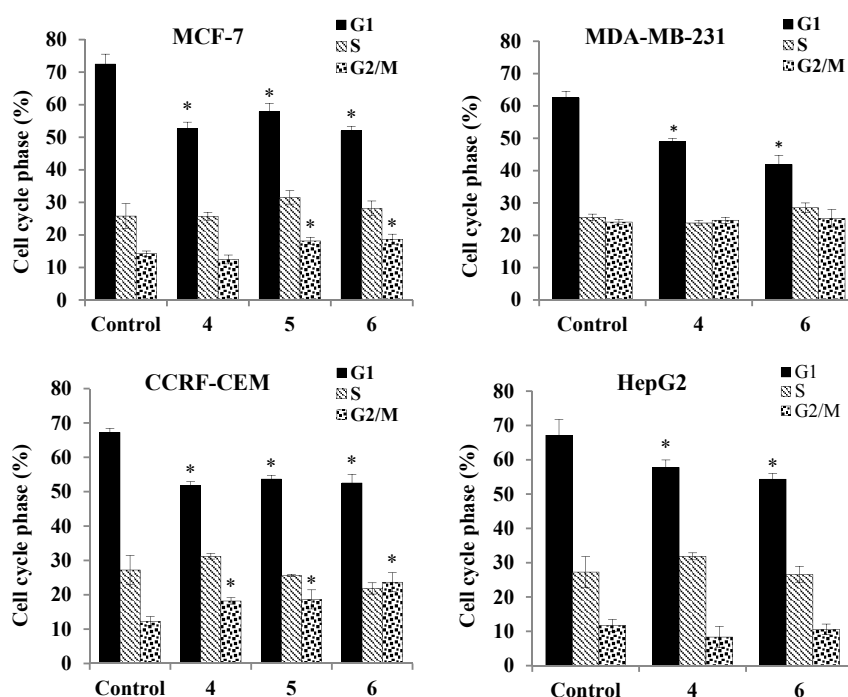 MCF-7
G1
S
G2/M
Cell cycle phase (%)
80
70
60
50
40
30
20
10
0
*
*
*
*
*
Control 4 5 6
MDA-MB-231
G1
S
G2/M
Cell cycle phase (%)
80
70
60
50
40
30
20
10
0
*
*
Control 4 6
CCRF-CEM
G1
S
G2/M
Cell cycle phase (%)
80
70
60
50
40
30
20
10
0
*
*
*
*
*
*
Control 4 5 6
HepG2
G1
S
G2/M
Cell cycle phase (%)
80
70
60
50
40
30
20
10
0
*
*
Control 4 6